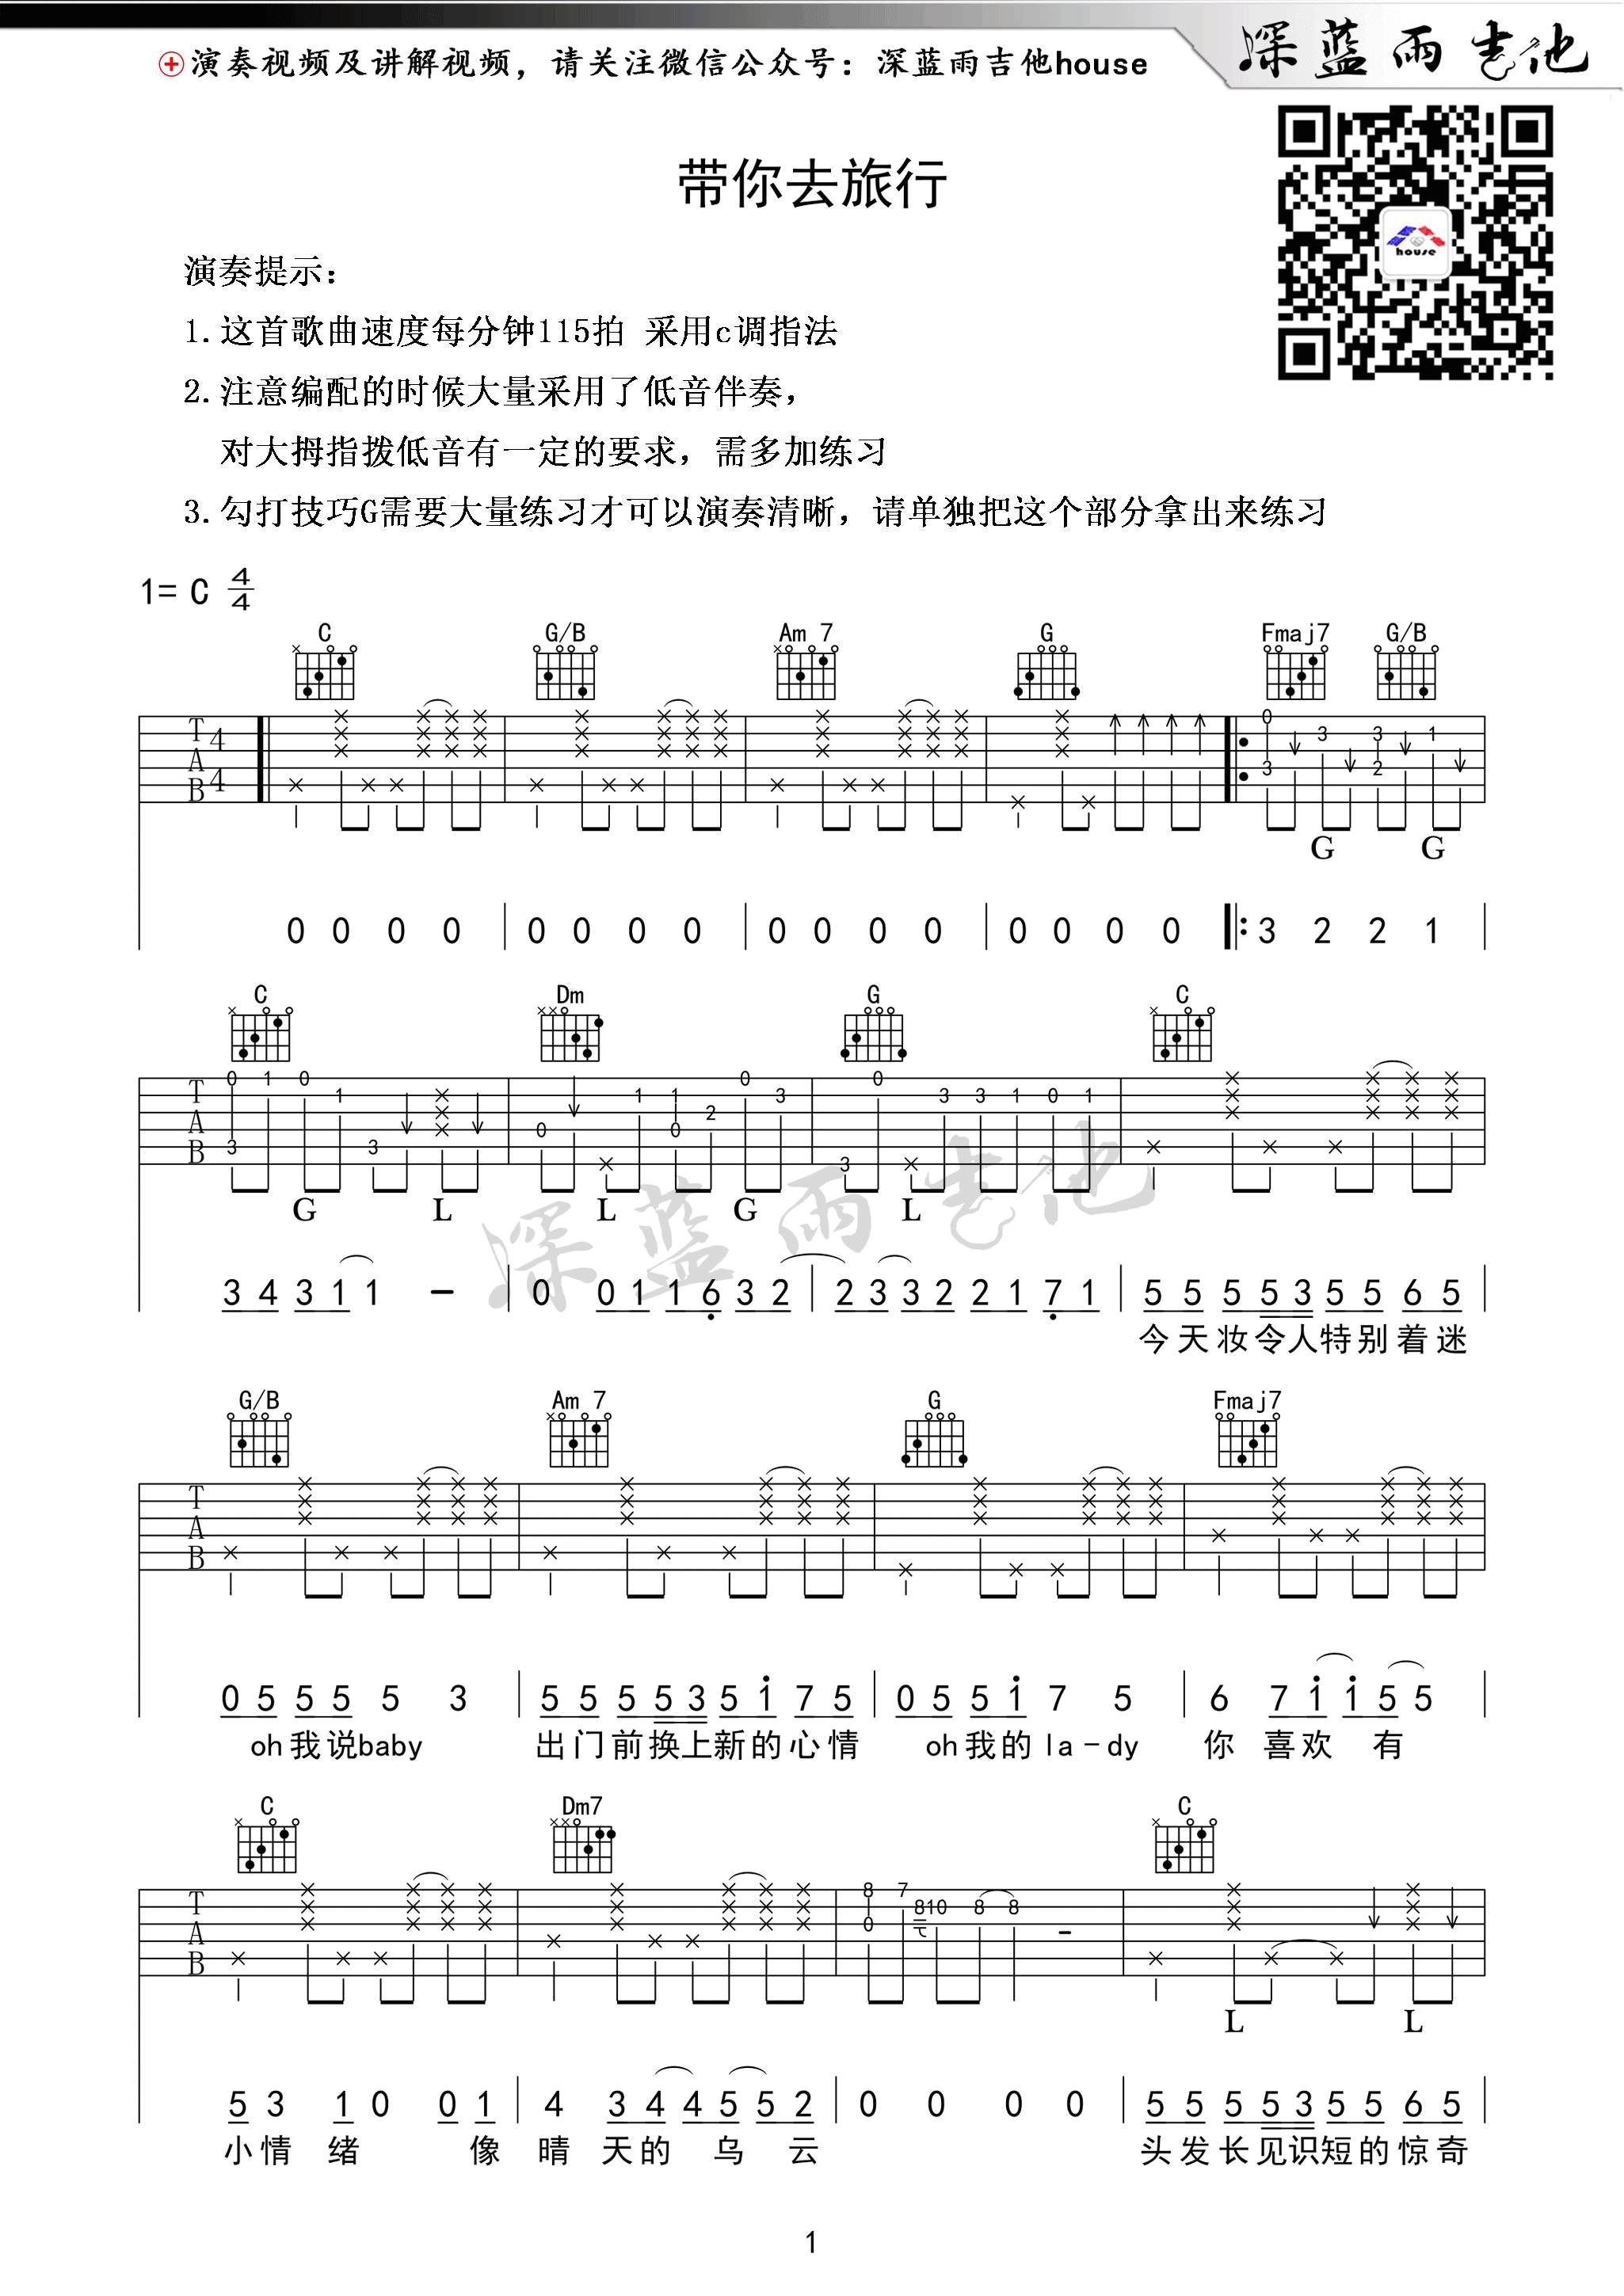 演奏视频及讲解视频，请关注微信公众号：深蓝雨吉他house
深蓝雨吉他
house
带你去旅行
演奏提示：
1.这首歌曲速度每分钟115拍 采用c调指法
2.注意编配的时候大量采用了低音伴奏，
对大拇指拨低音有一定的要求，需多加练习
3.勾打技巧G需要大量练习才可以演奏清晰，请单独把这个部分拿出来练习
1= C 4/4
C G/B Am 7 G Fmaj7 G/B
T A B 4 4 0 3 3 3 2 1
G G
0 0 0 0 | 0 0 0 0 | 0 0 0 0 | 0 0 0 0 |: 3 2 2 1 |
C Dm G C
T A B 0 3 1 0 1 3 0 1 1 0 2 0 3 3 0 3 3 1 0 1
G L L G L
深蓝雨吉他
3 4 3 1 1 - | 0 0 1 1 6 3 2 | 2 3 3 2 2 1 7 1 | 5 5 5 5 3 5 5 6 5 |
今天妆令人特别着迷
G/B Am 7 G Fmaj7
T A B
0 5 5 5 5 3 | 5 5 5 5 3 5 1 7 5 | 0 5 5 1 7 5 | 6 7 1 1 5 5 |
oh我说baby 出门前换上新的心情 oh我的la-dy 你 喜欢 有
C Dm7 C
T A B 8 0 7 8 10 8 8 -
L L
5 3 1 0 0 1 | 4 3 4 4 5 5 2 | 0 0 0 0 | 5 5 5 5 3 5 5 6 5 |
小情 绪 像 晴 天的 乌 云 头发长见识短的惊奇
1